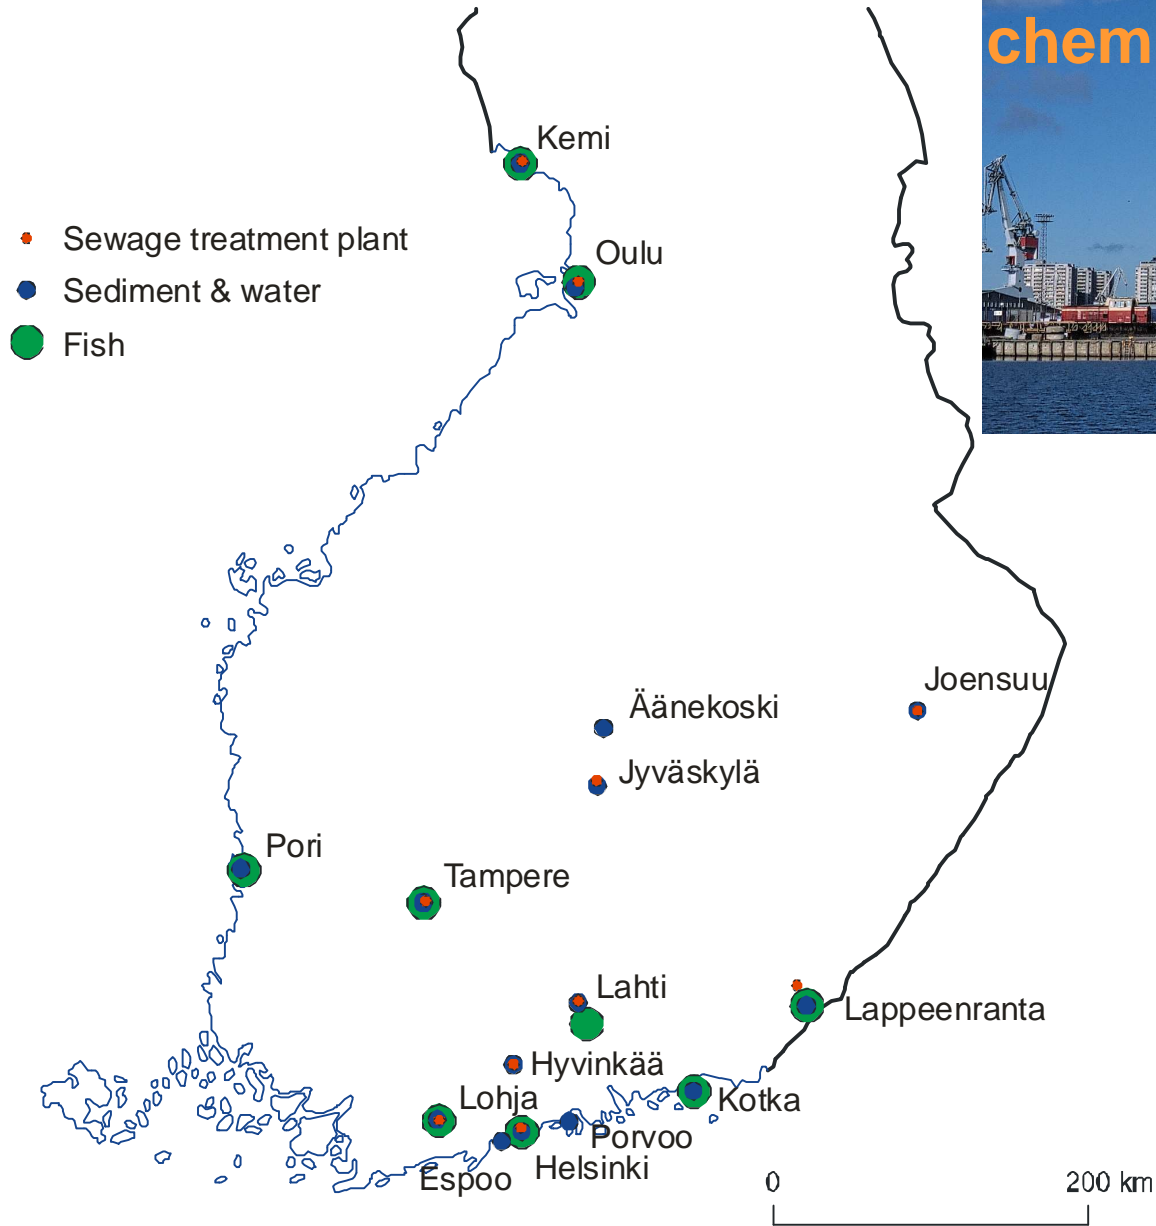 chem
Kemi
Sewage treatment plant
Oulu
Sediment & water
Fish
Joensuu
Äänekoski
Jyväskylä
Pori
Tampere
Lahti
Lappeenranta
Hyvinkää
Lohja
Kotka
Porvoo
Helsinki
Espoo
0
200 km